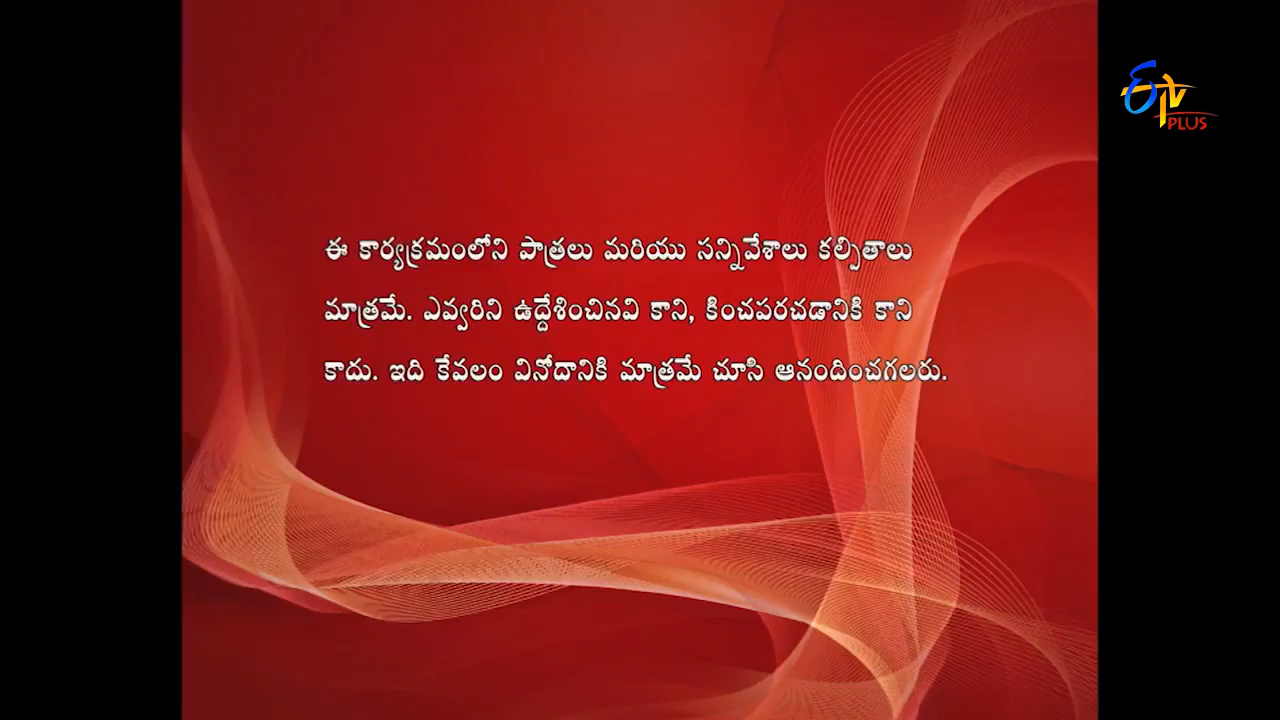 ETV
PLUS
ఈ కార్యక్రమంలోని పాత్రలు మరియు సన్నివేశాలు కల్పితాలు
మాత్రమే. ఎవ్వరిని ఉద్దేశించినవి కాని, కించపరచడానికి కాని
కాదు. ఇది కేవలం వినోదానికి మాత్రమే చూసి ఆనందించగలరు.